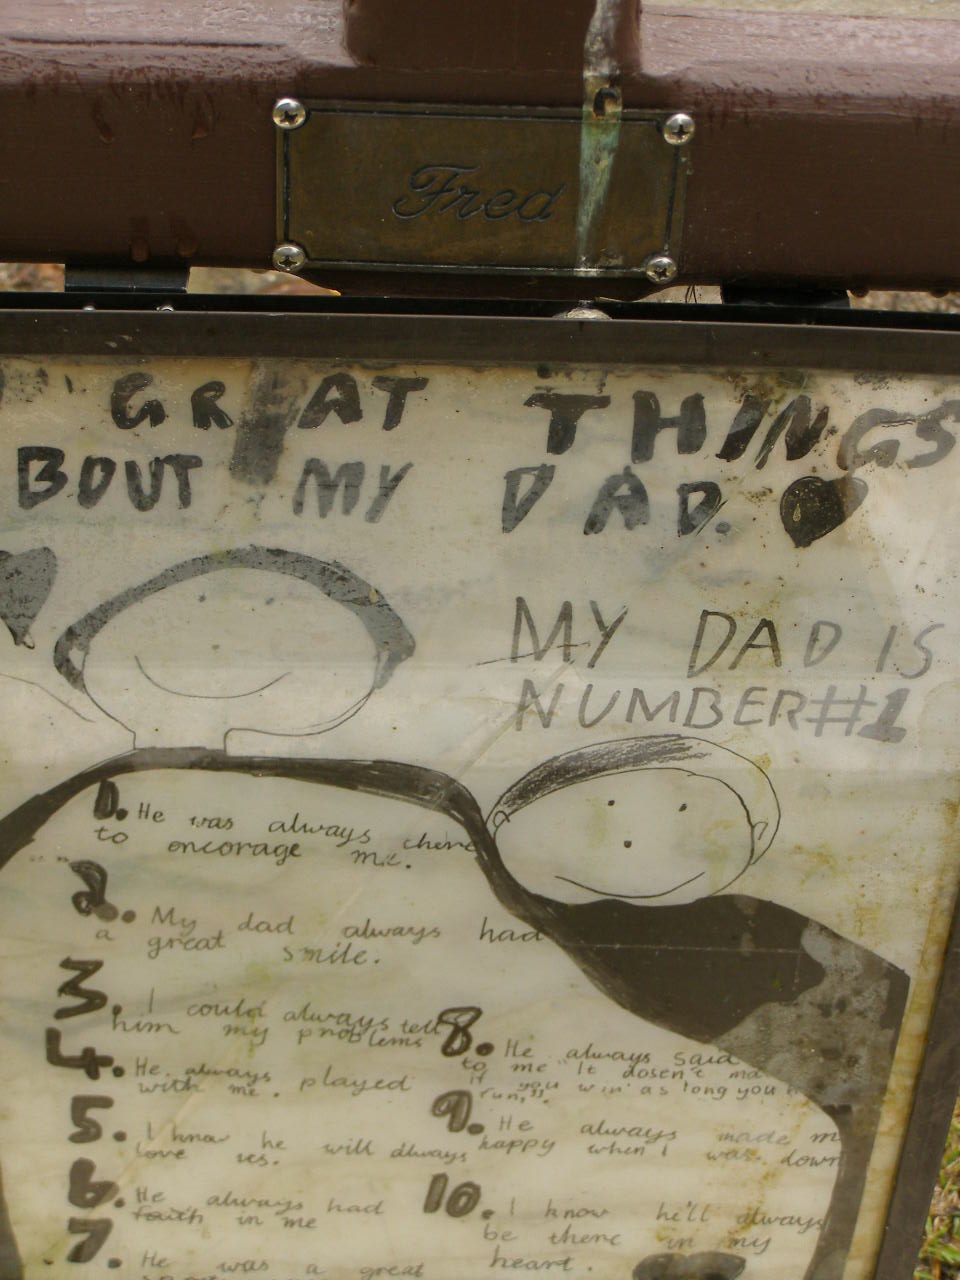 Fred
GREAT THINGS
BOUT MY DAD.
MY DAD IS
NUMBER #1
1. He was always there
to encorage me.
2. My dad always had
a great smile.
3. I could always tell
him my problems
4. He always played
with me.
5. I know he will always
love us.
6. He always had
faith in me
7. He was a great
8. He always said
to me It dosen't
if you win as long you
fun,".
9. He always made m
happy when I was down
10. I know he'll always
be there in my
heart.